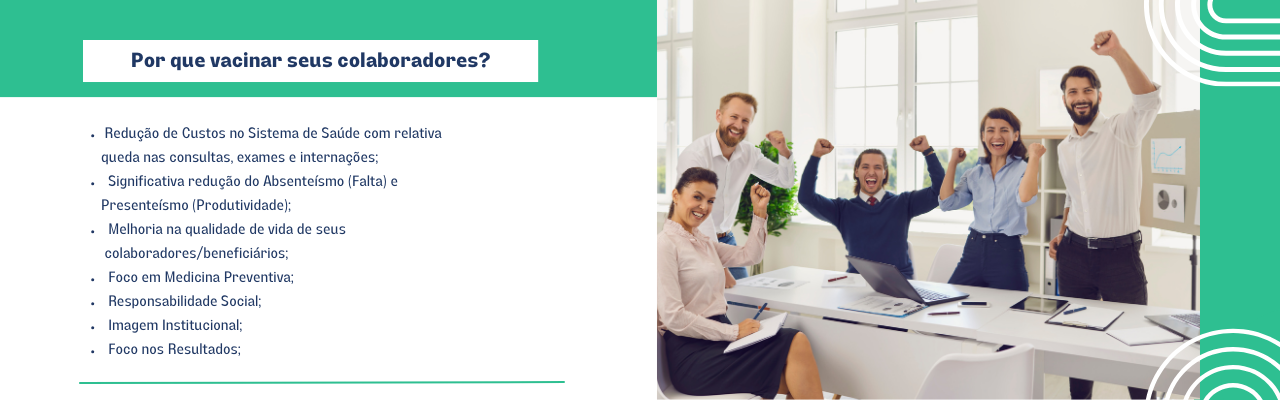 Por que vacinar seus colaboradores?
• Redução de Custos no Sistema de Saúde com relativa
queda nas consultas, exames e internações;
• Significativa redução do Absenteísmo (Falta) e
Presenteísmo (Produtividade);
• Melhoria na qualidade de vida de seus
colaboradores/beneficiários;
• Foco em Medicina Preventiva;
• Responsabilidade Social;
• Imagem Institucional;
• Foco nos Resultados;